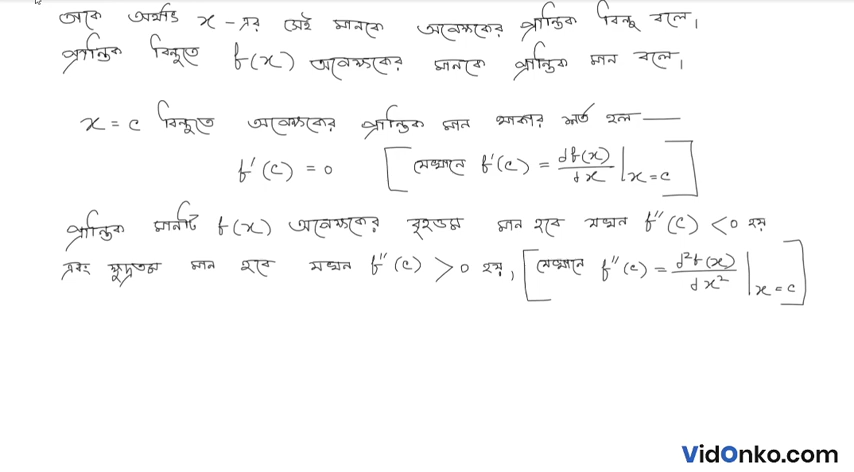 তাকে অর্থাৎ x-এর সেই মানকে অপেক্ষকের প্রান্তিক বিন্দু বলে।
প্রান্তিক বিন্দুতে f(x) অপেক্ষকের মানকে প্রান্তিক মান বলে।
x = c বিন্দুতে অপেক্ষকের প্রান্তিক মান থাকার শর্ত হল —
f'(c) = 0 [যেখানে f'(c) = df(x)/dx |x=c]
প্রান্তিক মানটি f(x) অপেক্ষকের বৃহত্তম মান হবে যখন f''(c) < 0 হয়
এবং ক্ষুদ্রতম মান হবে যখন f''(c) > 0 হয়, [যেখানে f''(c) = d²f(x)/dx² |x=c]
VidOnko.com